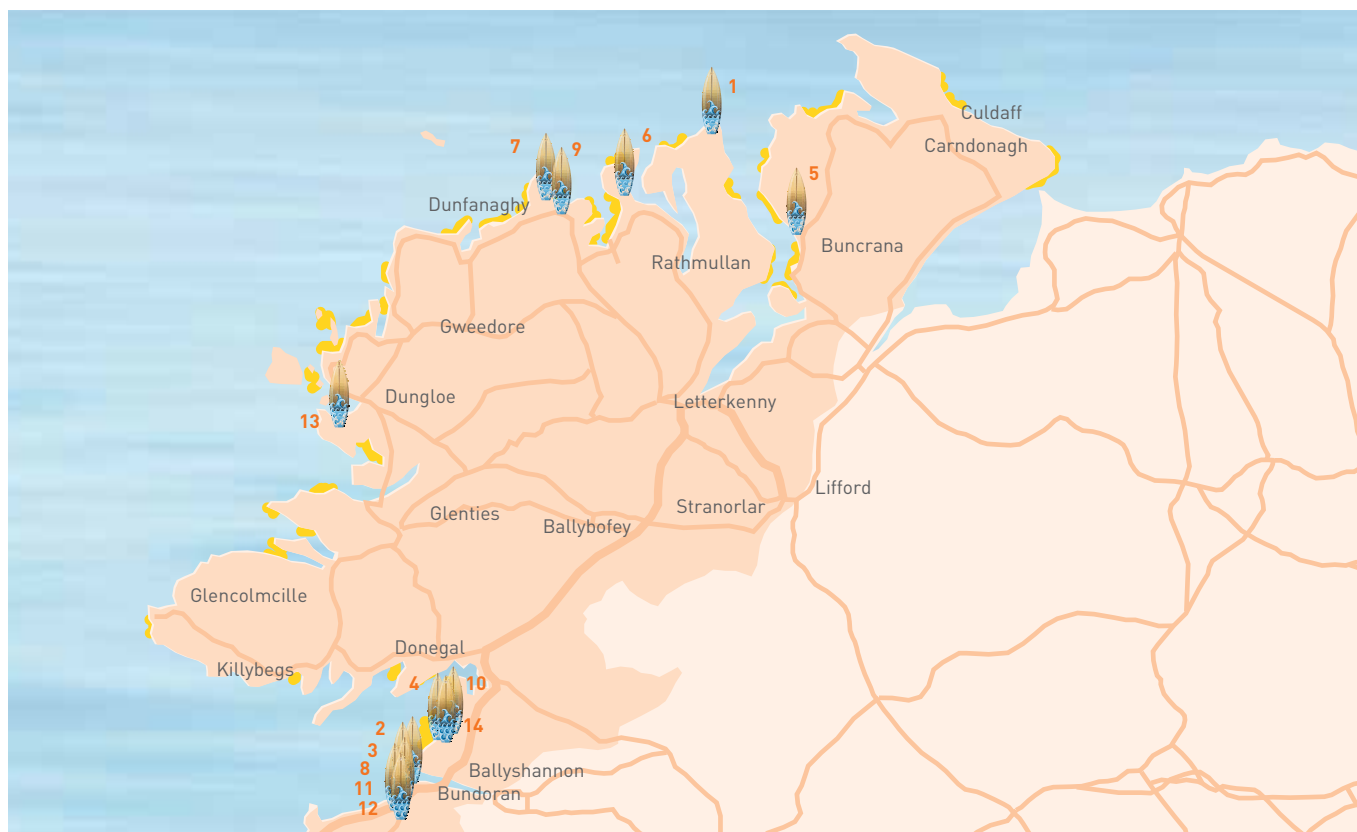 1
Culdaff
6
7
9
Carndonagh
5
Dunfanaghy
Buncrana
Rathmullan
Gweedore
Dungloe
Letterkenny
13
Lifford
Stranorlar
Glenties
Ballybofey
Glencolmcille
Donegal
Killybegs
4
10
14
2
3
8
Ballyshannon
11
Bundoran
12